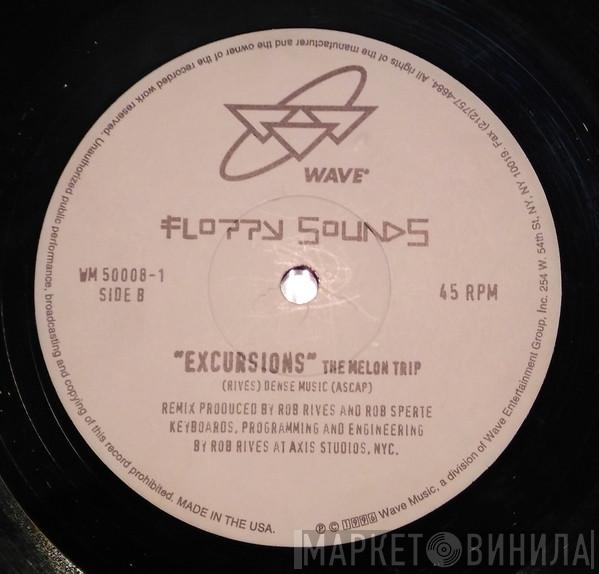 WAVE
FLOPPY SOUNDS
WM 50008-1
SIDE B
45 RPM
"EXCURSIONS" THE MELON TRIP
(RIVES) DENSE MUSIC (ASCAP)
REMIX PRODUCED BY ROB RIVES AND ROB SPERTE
KEYBOARDS, PROGRAMMING AND ENGINEERING
BY ROB RIVES AT AXIS STUDIOS, NYC.
MADE IN THE USA. ℗ © 1996 Wave Music, a division of Wave Entertainment Group, Inc. 254 W. 54th St. NY, NY 10019. Fax (212)757-4684. All rights of the manufacturer and the owner of the recorded work reserved. Unauthorized public performance, broadcasting and copying of this record prohibited.
МАРКЕТ ВИНИЛА